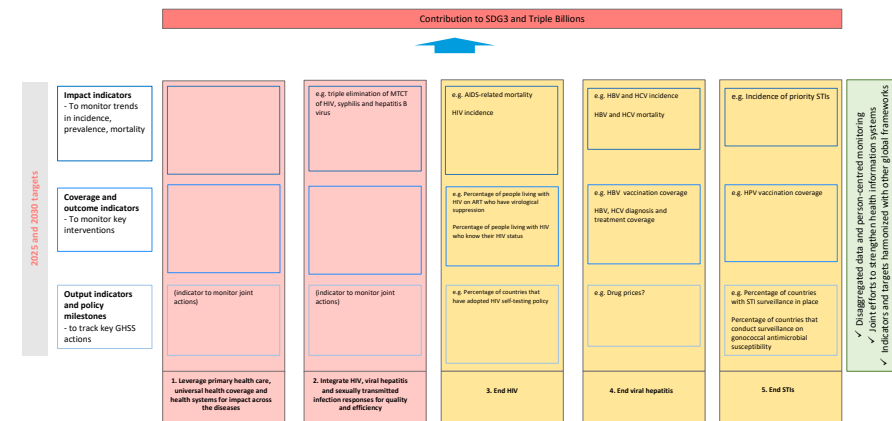 Contribution to SDG3 and Triple Billions
2025 and 2030 targets
Impact indicators
- To monitor trends
in incidence,
prevalence, mortality
e.g. triple elimination of MTCT
of HIV, syphilis and hepatitis B
virus
e.g. AIDS-related mortality
HIV incidence
e.g. HBV and HCV incidence
HBV and HCV mortality
e.g. Incidence of priority STIs
Coverage and
outcome indicators
- To monitor key
interventions
e.g. Percentage of people living with
HIV on ART who have virological
suppression
Percentage of people living with HIV
who know their HIV status
e.g. HBV vaccination coverage
HBV, HCV diagnosis and
treatment coverage
e.g. HPV vaccination coverage
Output indicators
and policy
milestones
- to track key GHSS
actions
(indicator to monitor joint
actions)
(indicator to monitor joint
actions)
e.g. Percentage of countries that
have adopted HIV self-testing policy
e.g. Drug prices?
e.g. Percentage of countries
with STI surveillance in place
Percentage of countries that
conduct surveillance on
gonococcal antimicrobial
susceptibility
1. Leverage primary health care,
universal health coverage and
health systems for impact across
the diseases
2. Integrate HIV, viral hepatitis
and sexually transmitted
infection responses for quality
and efficiency
3. End HIV
4. End viral hepatitis
5. End STIs
✓ Disaggregated data and person-centred monitoring
✓ Joint efforts to strengthen health information systems
✓ Indicators and targets harmonized with other global frameworks